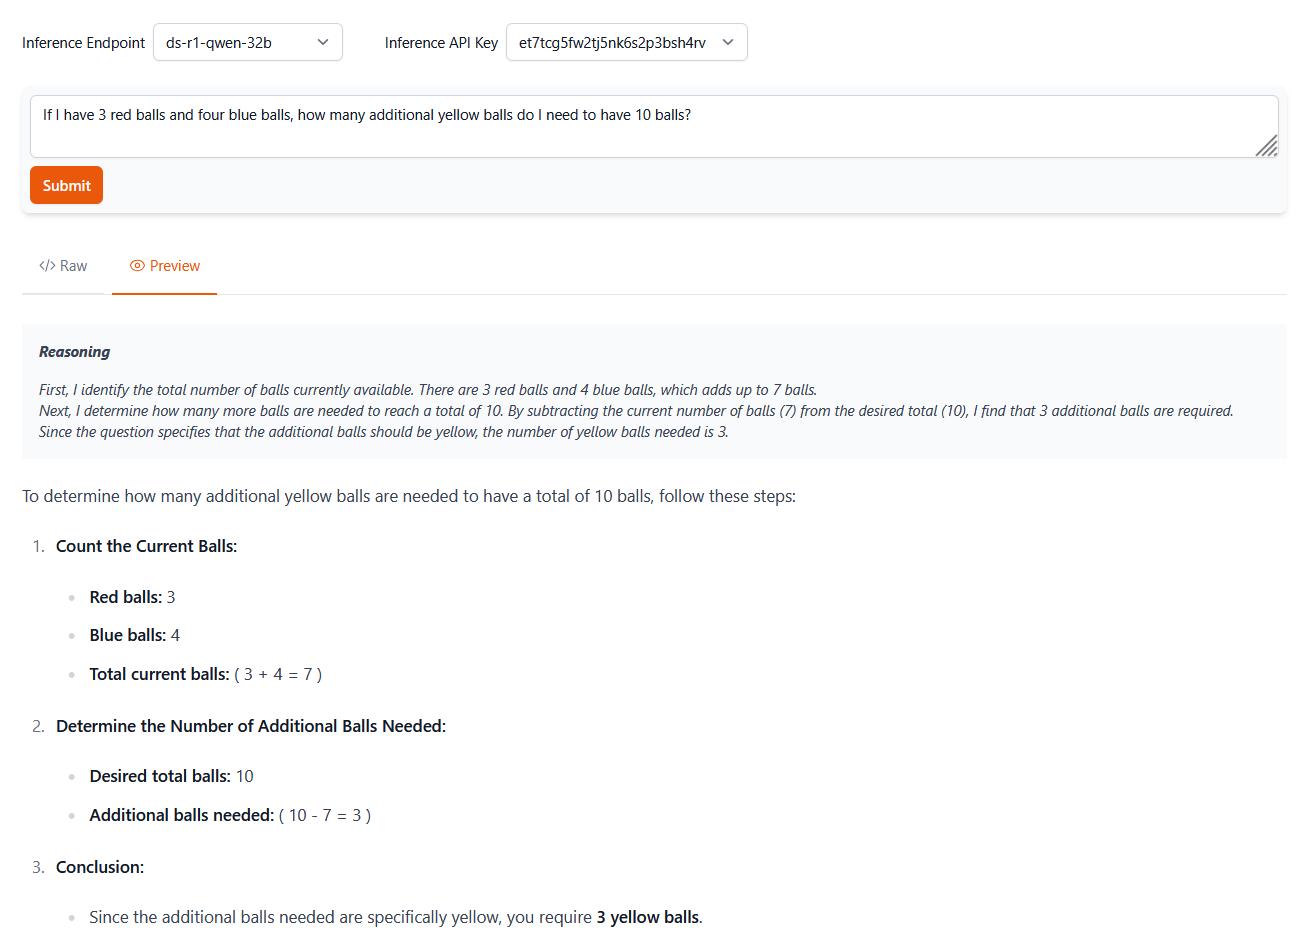 Inference Endpoint ds-r1-qwen-32b Inference API Key et7tcg5fw2tj5nk6s2p3bsh4rv
If I have 3 red balls and four blue balls, how many additional yellow balls do I need to have 10 balls?
Submit
</> Raw Preview
Reasoning
First, I identify the total number of balls currently available. There are 3 red balls and 4 blue balls, which adds up to 7 balls.
Next, I determine how many more balls are needed to reach a total of 10. By subtracting the current number of balls (7) from the desired total (10), I find that 3 additional balls are required.
Since the question specifies that the additional balls should be yellow, the number of yellow balls needed is 3.
To determine how many additional yellow balls are needed to have a total of 10 balls, follow these steps:
1. Count the Current Balls:
• Red balls: 3
• Blue balls: 4
• Total current balls: ( 3 + 4 = 7 )
2. Determine the Number of Additional Balls Needed:
• Desired total balls: 10
• Additional balls needed: ( 10 - 7 = 3 )
3. Conclusion:
• Since the additional balls needed are specifically yellow, you require 3 yellow balls.